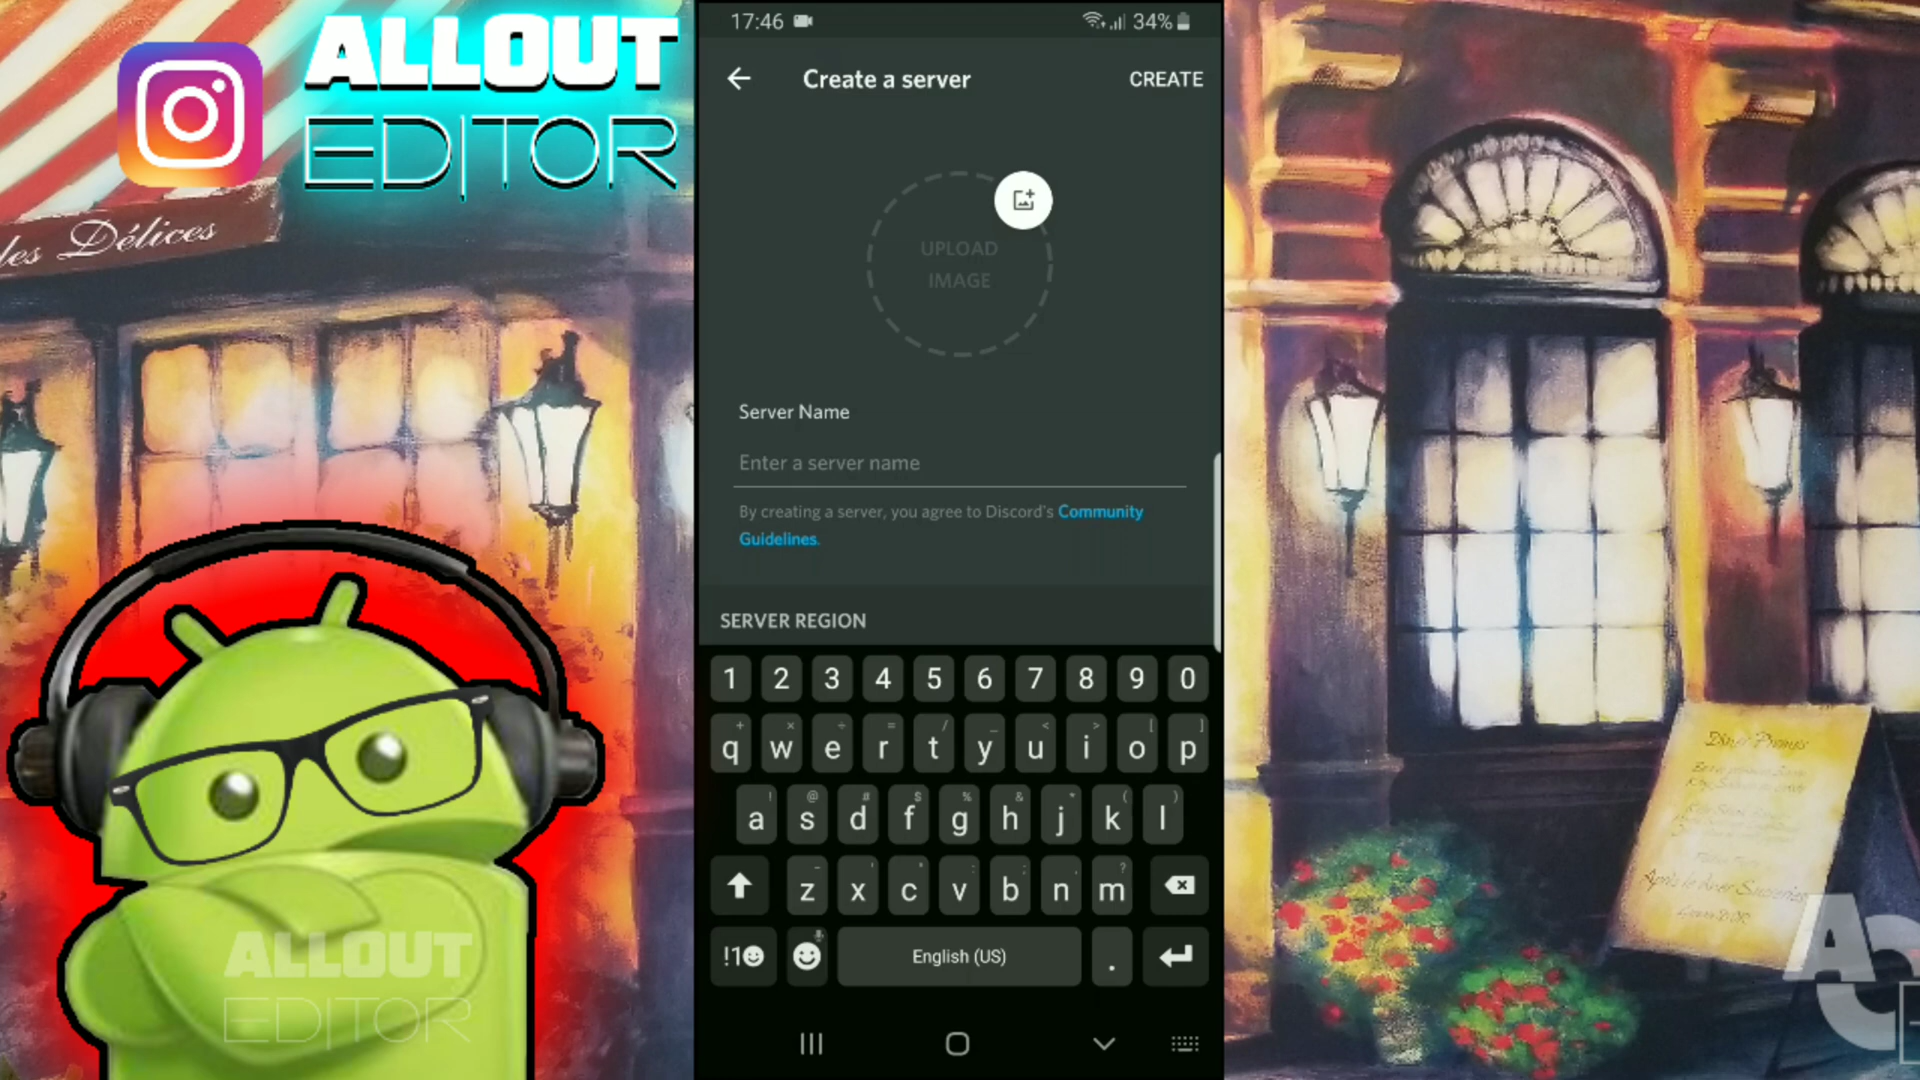 ALLOUT
EDITOR
les Délices
17:46
34%
Create a server
CREATE
UPLOAD
IMAGE
Server Name
Enter a server name
By creating a server, you agree to Discord's Community
Guidelines.
SERVER REGION
1 2 3 4 5 6 7 8 9 0
+ × ÷ = / _ < > [ ]
q w e r t y u i o p
! @ # $ % & * ( )
a s d f g h j k l
- ' " : ; , ?
z x c v b n m
!1
English (US)
.
ALLOUT
EDITOR